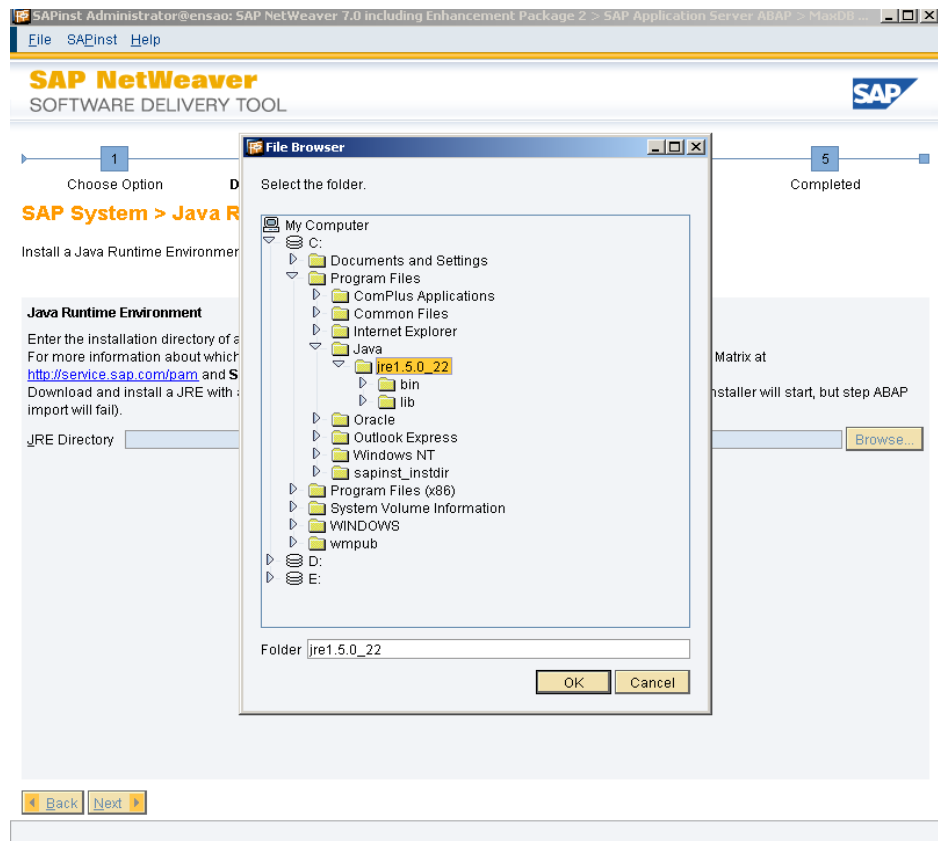 SAPinst Administrator@ensao: SAP NetWeaver 7.0 including Enhancement Package 2 > SAP Application Server ABAP > MaxDB ...
File SAPinst Help
SAP NetWeaver
SOFTWARE DELIVERY TOOL
SAP
1
5
Choose Option
D
Completed
SAP System > Java R
Install a Java Runtime Environmen
Java Runtime Environment
Enter the installation directory of a
For more information about which
Matrix at
http://service.sap.com/pam and S
Download and install a JRE with
nstaller will start, but step ABAP
import will fail).
JRE Directory
Browse...
File Browser
Select the folder.
My Computer
C:
Documents and Settings
Program Files
ComPlus Applications
Common Files
Internet Explorer
Java
jre1.5.0_22
bin
lib
Oracle
Outlook Express
Windows NT
sapinst_instdir
Program Files (x86)
System Volume Information
WINDOWS
wmpub
D:
E:
Folder jre1.5.0_22
OK Cancel
Back Next